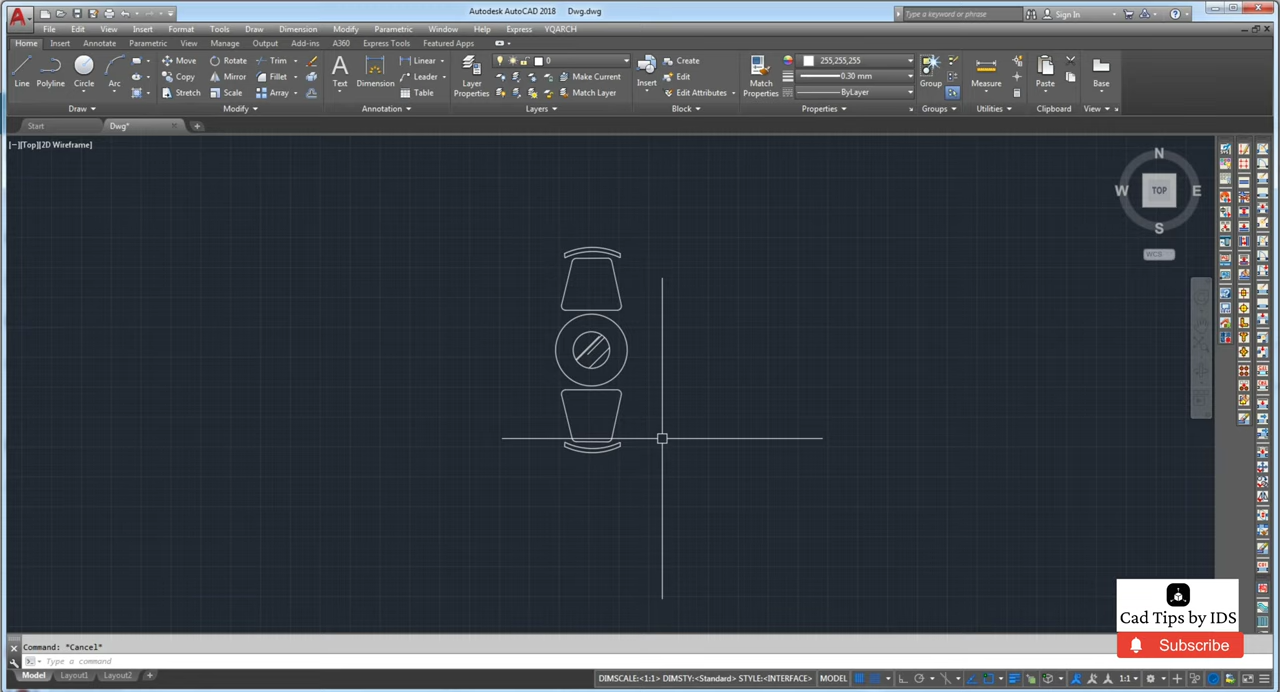 Autodesk AutoCAD 2018 Dwg.dwg
Type a keyword or phrase
Sign In
File Edit View Insert Format Tools Draw Dimension Modify Parametric Window Help Express YQARCH
Home Insert Annotate Parametric View Manage Output Add-ins A360 Express Tools Featured Apps
Line Polyline Circle Arc
Move Rotate Trim
Copy Mirror Fillet
Stretch Scale Array
Text Dimension
Linear
Leader
Table
Layer Properties
0
Make Current
Match Layer
Insert
Create
Edit
Edit Attributes
Match Properties
255,255,255
0.30 mm
ByLayer
Group
Measure
Paste
Base
Draw Modify Annotation Layers Block Properties Groups Utilities Clipboard View
Start Dwg*
[−][Top][2D Wireframe]
N
W TOP E
S
WCS
Cad Tips by IDS
Subscribe
Command: *Cancel*
Type a command
Model Layout1 Layout2
DIMSCALE:<1:1> DIMSTY:<Standard> STYLE:<INTERFACE> MODEL 1:1